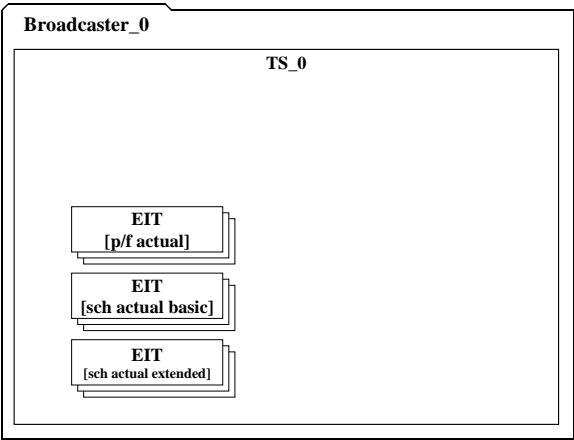 Broadcaster_0
TS_0
EIT
[p/f actual]
EIT
[sch actual basic]
EIT
[sch actual extended]